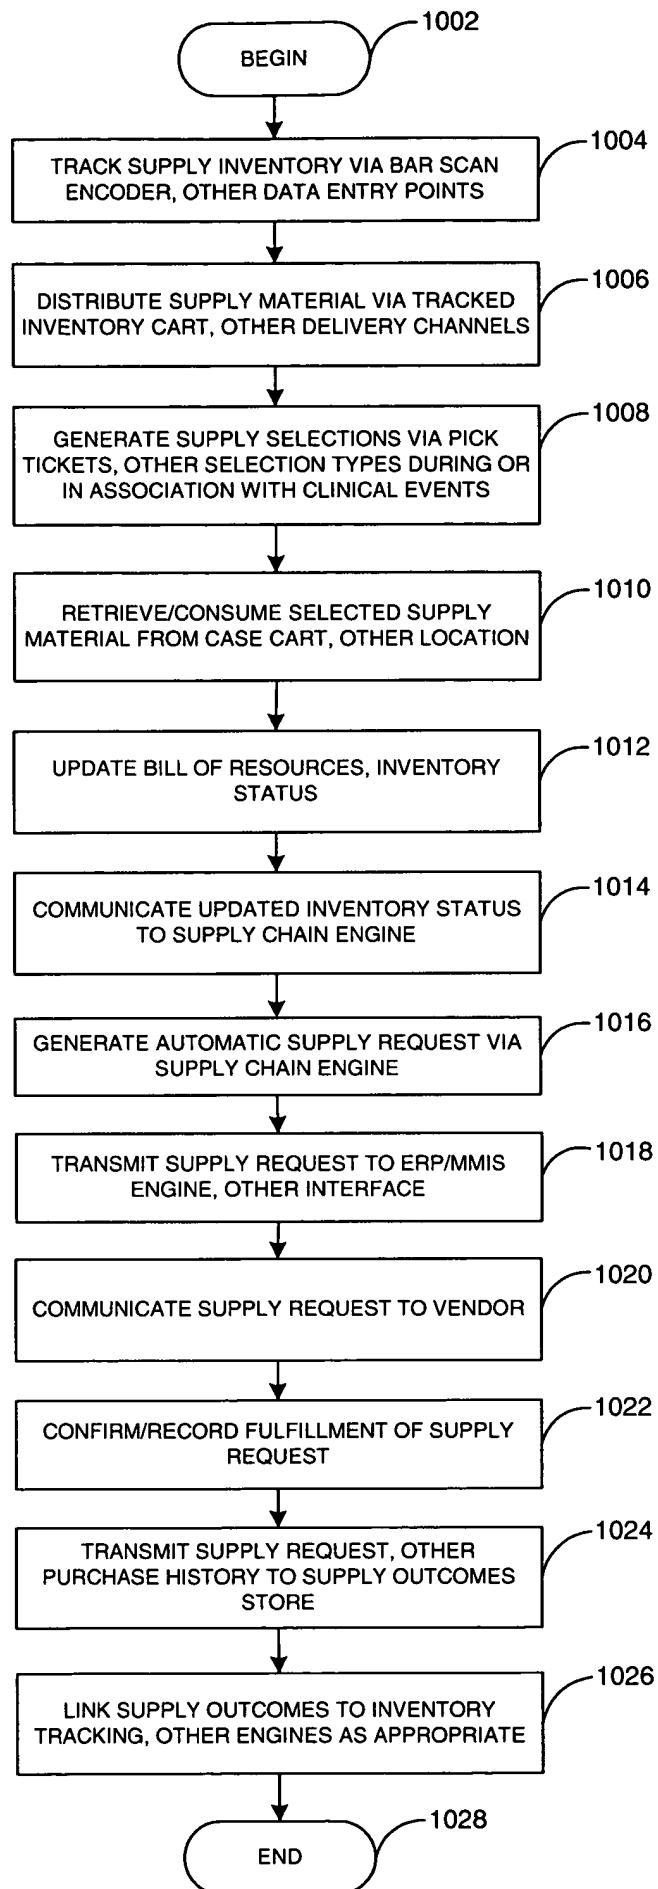 BEGIN
1002
TRACK SUPPLY INVENTORY VIA BAR SCAN
ENCODER, OTHER DATA ENTRY POINTS
1004
DISTRIBUTE SUPPLY MATERIAL VIA TRACKED
INVENTORY CART, OTHER DELIVERY CHANNELS
1006
GENERATE SUPPLY SELECTIONS VIA PICK
TICKETS, OTHER SELECTION TYPES DURING OR
IN ASSOCIATION WITH CLINICAL EVENTS
1008
RETRIEVE/CONSUME SELECTED SUPPLY
MATERIAL FROM CASE CART, OTHER LOCATION
1010
UPDATE BILL OF RESOURCES, INVENTORY
STATUS
1012
COMMUNICATE UPDATED INVENTORY STATUS
TO SUPPLY CHAIN ENGINE
1014
GENERATE AUTOMATIC SUPPLY REQUEST VIA
SUPPLY CHAIN ENGINE
1016
TRANSMIT SUPPLY REQUEST TO ERP/MMIS
ENGINE, OTHER INTERFACE
1018
COMMUNICATE SUPPLY REQUEST TO VENDOR
1020
CONFIRM/RECORD FULFILLMENT OF SUPPLY
REQUEST
1022
TRANSMIT SUPPLY REQUEST, OTHER
PURCHASE HISTORY TO SUPPLY OUTCOMES
STORE
1024
LINK SUPPLY OUTCOMES TO INVENTORY
TRACKING, OTHER ENGINES AS APPROPRIATE
1026
END
1028